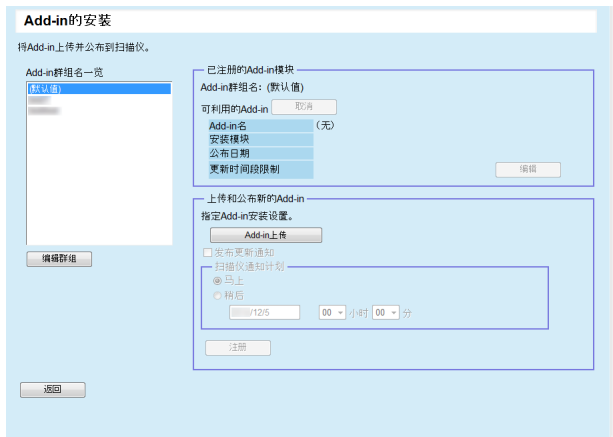 Add-in的安装
将Add-in上传并公布到扫描仪。
Add-in群组名一览
(默认值)
编辑群组
已注册的Add-in模块
Add-in群组名: (默认值)
可利用的Add-in 取消
Add-in名 (无)
安装模块
公布日期
更新时间段限制
编辑
上传和公布新的Add-in
指定Add-in安装设置。
Add-in上传
发布更新通知
扫描仪通知计划
马上
稍后
/12/5 00 小时 00 分
注册
返回